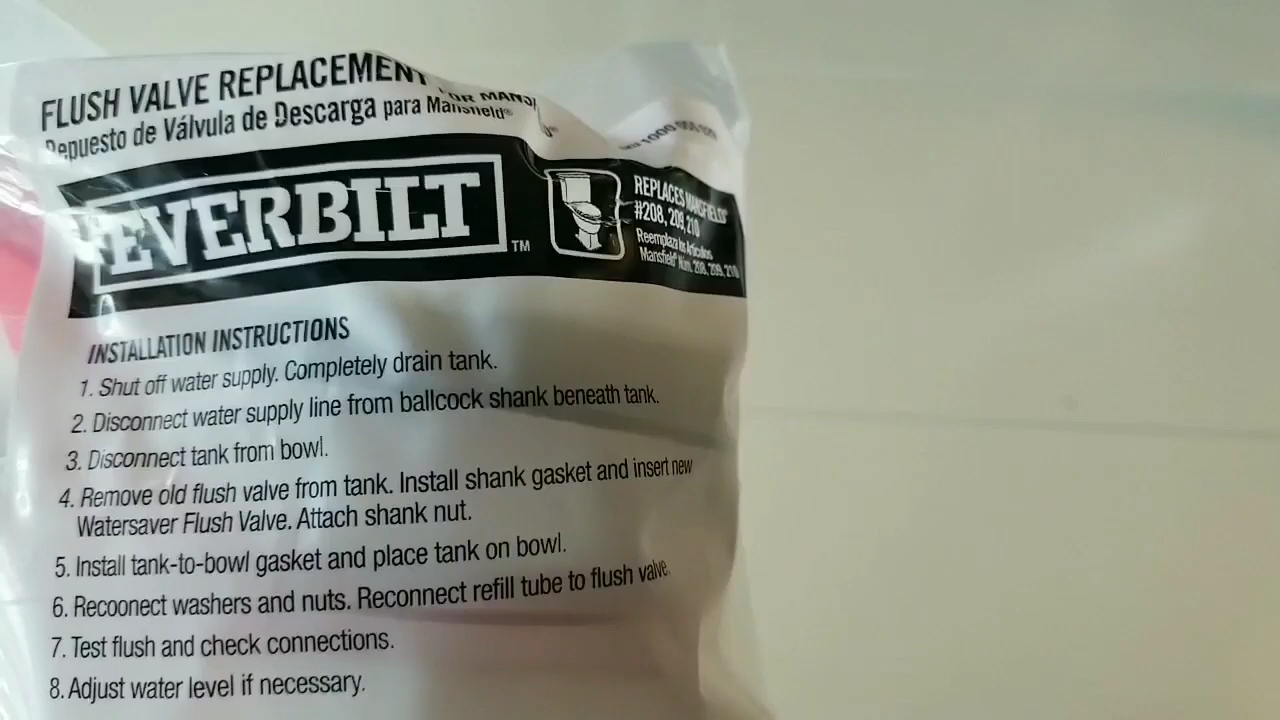 FLUSH VALVE REPLACEMENT FOR
Repuesto de Válvula de Descarga para Mansfield®
EVERBILT™
REPLACES MANSFIELD®
#208, 209, 210
Reemplaza los Artículos
Mansfield® Núm. 208, 209, 210
INSTALLATION INSTRUCTIONS
1. Shut off water supply. Completely drain tank.
2. Disconnect water supply line from ballcock shank beneath tank.
3. Disconnect tank from bowl.
4. Remove old flush valve from tank. Install shank gasket and insert new
Watersaver Flush Valve. Attach shank nut.
5. Install tank-to-bowl gasket and place tank on bowl.
6. Recoonect washers and nuts. Reconnect refill tube to flush valve.
7. Test flush and check connections.
8. Adjust water level if necessary.